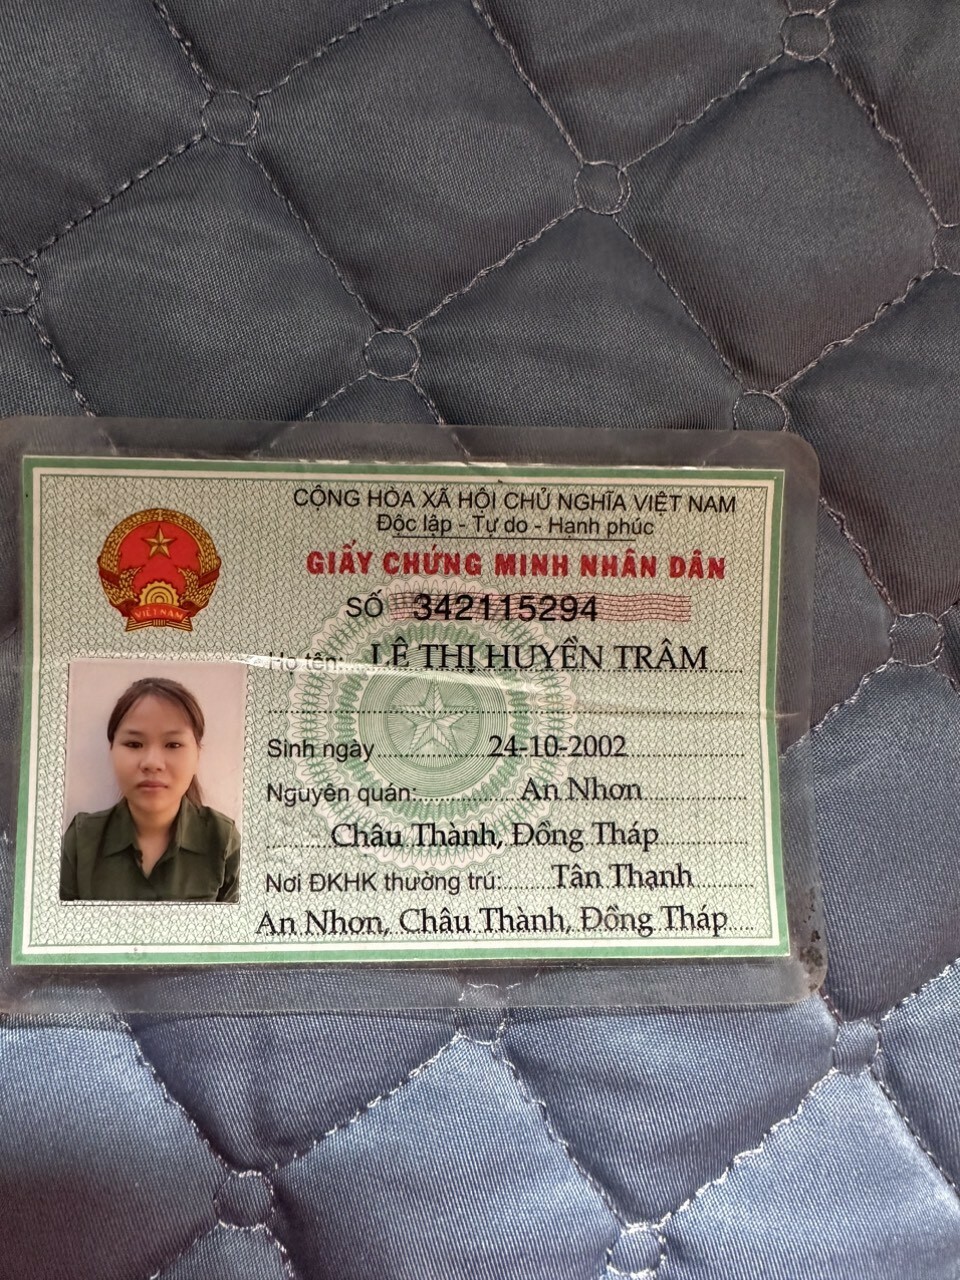 CỘNG HÒA XÃ HỘI CHỦ NGHĨA VIỆT NAM
Độc lập - Tự do - Hạnh phúc
GIẤY CHỨNG MINH NHÂN DÂN
SỐ 342115294
Họ tên: LÊ THỊ HUYỀN TRÂM
Sinh ngày 24-10-2002
Nguyên quán: An Nhơn
Châu Thành, Đồng Tháp
Nơi ĐKHK thường trú: Tân Thạnh
An Nhơn, Châu Thành, Đồng Tháp
VIỆT NAM